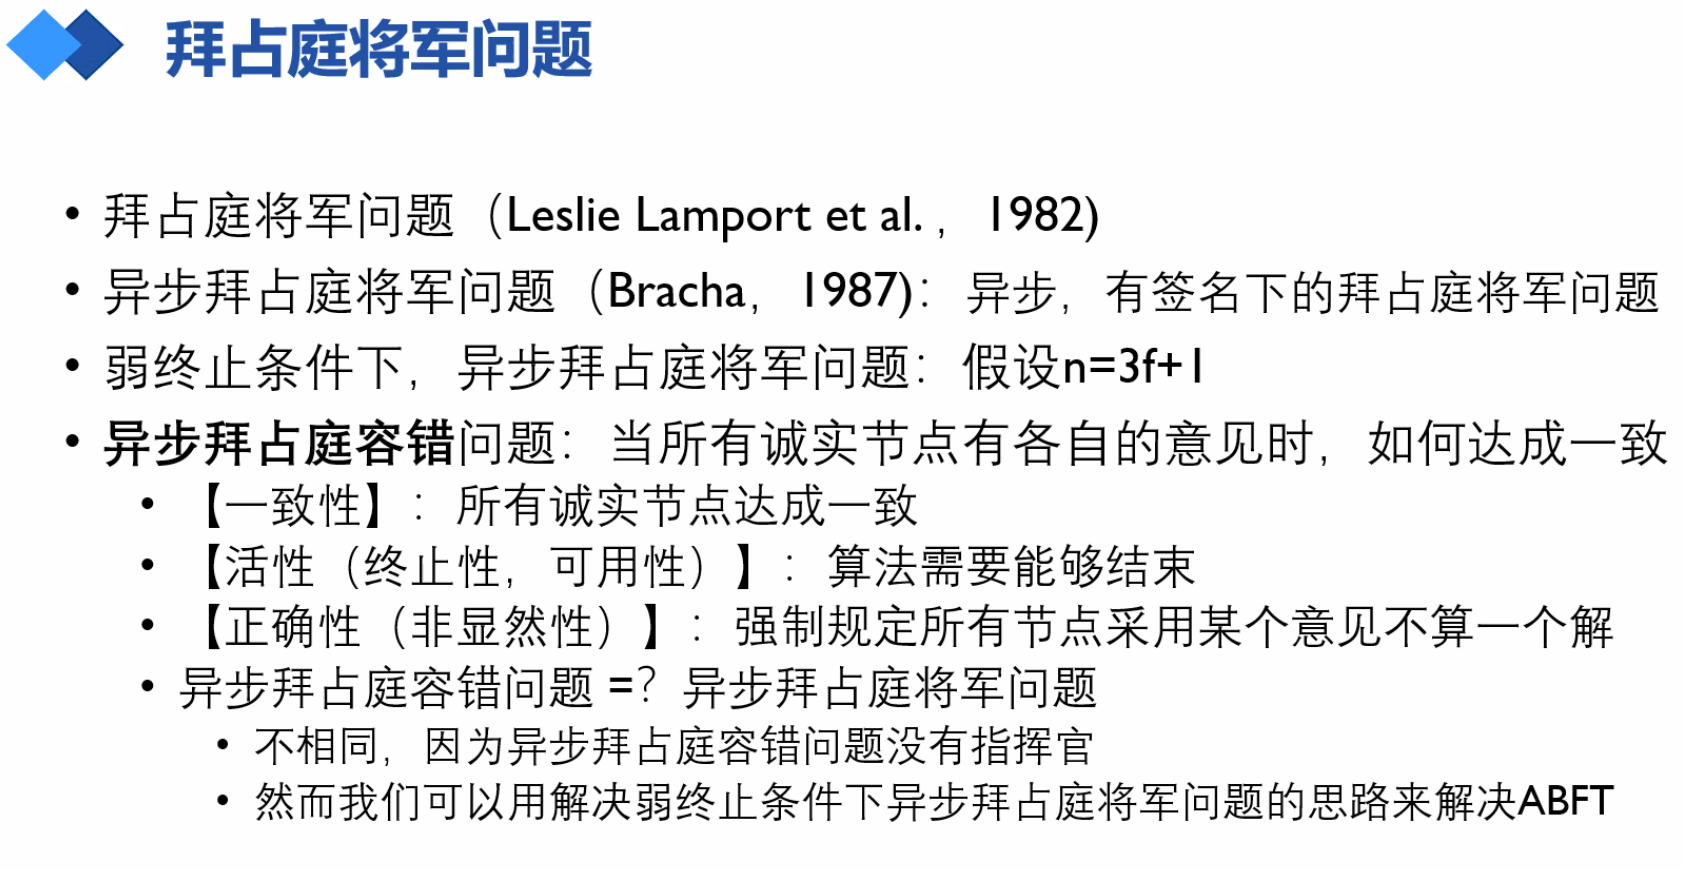 拜占庭将军问题
• 拜占庭将军问题（Leslie Lamport et al.， 1982)
• 异步拜占庭将军问题（Bracha， 1987)：异步，有签名下的拜占庭将军问题
• 弱终止条件下，异步拜占庭将军问题：假设n=3f+1
• 异步拜占庭容错问题：当所有诚实节点有各自的意见时，如何达成一致
• 【一致性】：所有诚实节点达成一致
• 【活性（终止性，可用性）】：算法需要能够结束
• 【正确性（非显然性）】：强制规定所有节点采用某个意见不算一个解
• 异步拜占庭容错问题 =？异步拜占庭将军问题
• 不相同，因为异步拜占庭容错问题没有指挥官
• 然而我们可以用解决弱终止条件下异步拜占庭将军问题的思路来解决ABFT